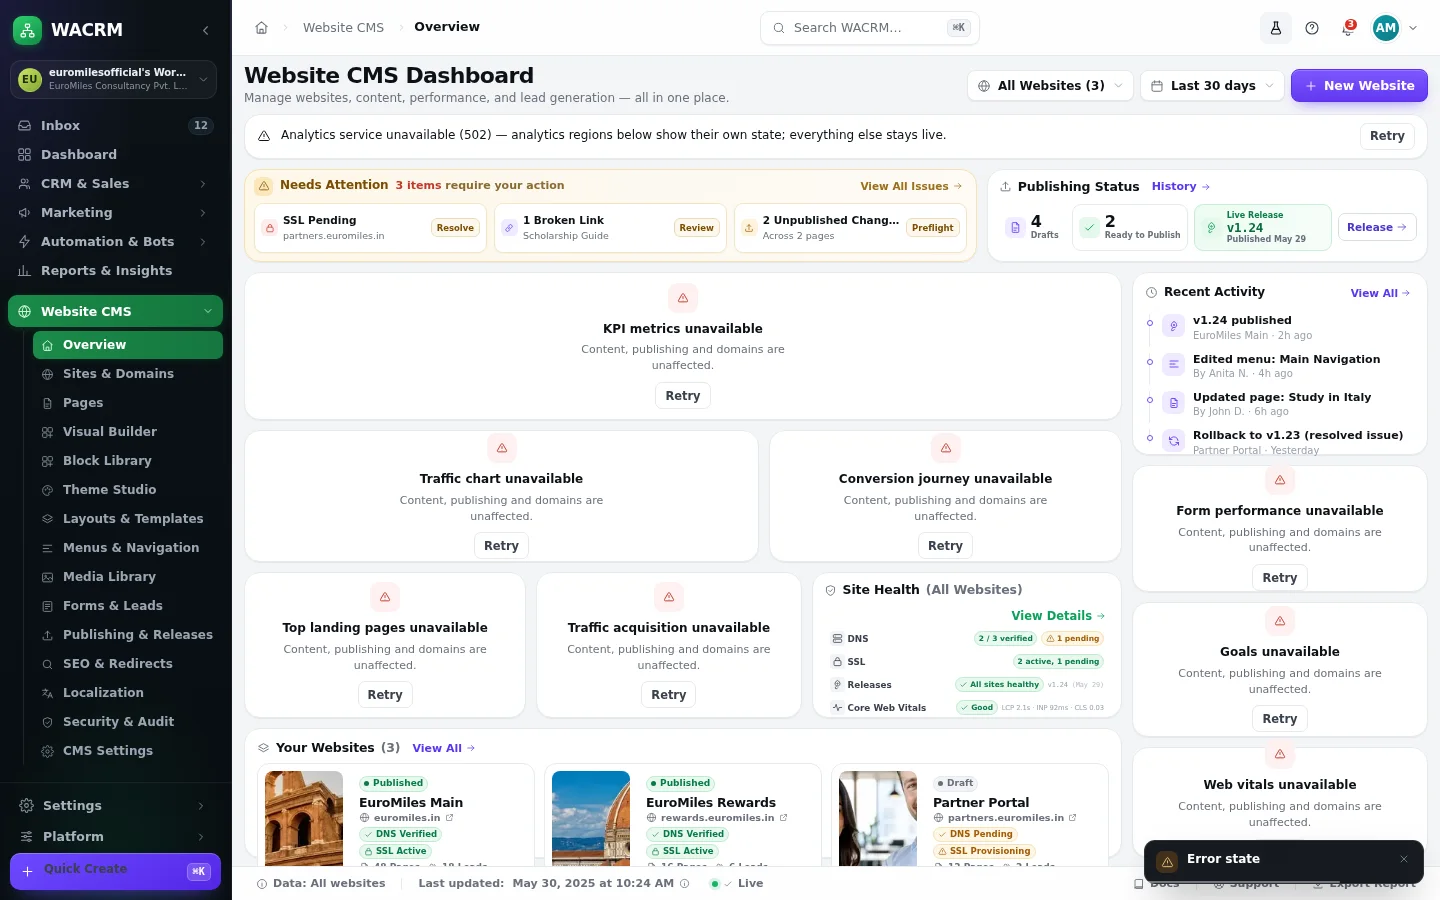 WACRM
EU
euromilesofficial's Wor...
EuroMiles Consultancy Pvt. L...
Inbox
12
Dashboard
CRM & Sales
Marketing
Automation & Bots
Reports & Insights
Website CMS
Overview
Sites & Domains
Pages
Visual Builder
Block Library
Theme Studio
Layouts & Templates
Menus & Navigation
Media Library
Forms & Leads
Publishing & Releases
SEO & Redirects
Localization
Security & Audit
CMS Settings
Settings
Platform
Quick Create
⌘K
Website CMS
Overview
Search WACRM...
⌘K
3
AM
Website CMS Dashboard
Manage websites, content, performance, and lead generation — all in one place.
All Websites (3)
Last 30 days
New Website
Analytics service unavailable (502) — analytics regions below show their own state; everything else stays live.
Retry
Needs Attention 3 items require your action
View All Issues →
SSL Pending
partners.euromiles.in
Resolve
1 Broken Link
Scholarship Guide
Review
2 Unpublished Chang...
Across 2 pages
Preflight
Publishing Status
History →
4
Drafts
2
Ready to Publish
Live Release
v1.24
Published May 29
Release →
KPI metrics unavailable
Content, publishing and domains are
unaffected.
Retry
Traffic chart unavailable
Content, publishing and domains are
unaffected.
Retry
Conversion journey unavailable
Content, publishing and domains are
unaffected.
Retry
Top landing pages unavailable
Content, publishing and domains are
unaffected.
Retry
Traffic acquisition unavailable
Content, publishing and domains are
unaffected.
Retry
Site Health (All Websites)
View Details →
DNS
2 / 3 verified
1 pending
SSL
2 active, 1 pending
Releases
All sites healthy
v1.24 (May 29)
Core Web Vitals
Good
LCP 2.1s · INP 92ms · CLS 0.03
Recent Activity
View All →
v1.24 published
EuroMiles Main · 2h ago
Edited menu: Main Navigation
By Anita N. · 4h ago
Updated page: Study in Italy
By John D. · 6h ago
Rollback to v1.23 (resolved issue)
Partner Portal · Yesterday
Form performance unavailable
Content, publishing and domains are
unaffected.
Retry
Goals unavailable
Content, publishing and domains are
unaffected.
Retry
Web vitals unavailable
Content, publishing and domains are
unaffected.
Your Websites (3)
View All →
Published
EuroMiles Main
euromiles.in
DNS Verified
SSL Active
48 Pages
18 Leads
Published
EuroMiles Rewards
rewards.euromiles.in
DNS Verified
SSL Active
16 Pages
6 Leads
Draft
Partner Portal
partners.euromiles.in
DNS Pending
SSL Provisioning
12 Pages
2 Leads
Error state
Data: All websites
Last updated: May 30, 2025 at 10:24 AM
Live
Docs
Support
Export Report